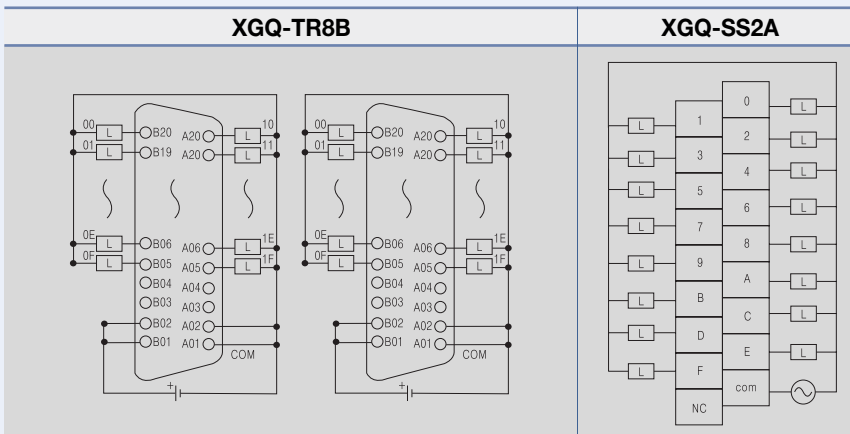 XGQ-TR8B
XGQ-SS2A
00 L B20 A20 L 10
01 L B19 A20 L 11
0E L B06 A06 L 1E
0F L B05 A05 L 1F
B04 A04
B03 A03
B02 A02
B01 A01
COM
+
00 L B20 A20 L 10
01 L B19 A20 L 11
0E L B06 A06 L 1E
0F L B05 A05 L 1F
B04 A04
B03 A03
B02 A02
B01 A01
COM
+
0 L
L 1
2 L
L 3
4 L
L 5
6 L
L 7
8 L
L 9
A L
L B
C L
L D
E L
L F
com
NC